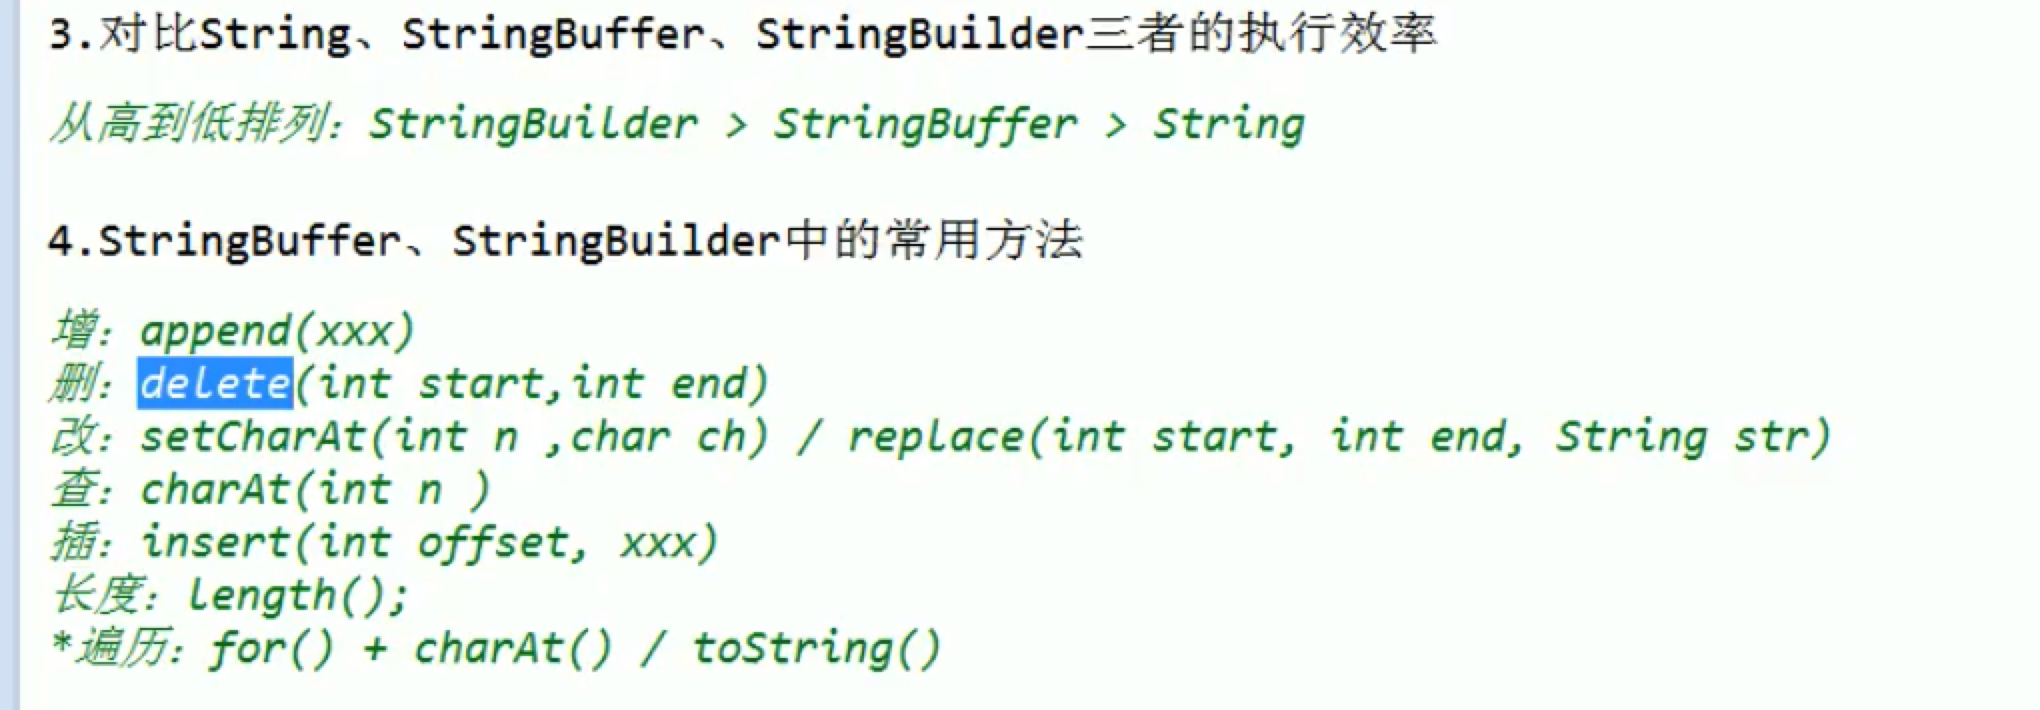 3.对比String、StringBuffer、StringBuilder三者的执行效率
从高到低排列：StringBuilder > StringBuffer > String
4.StringBuffer、StringBuilder中的常用方法
增：append(xxx)
删：delete(int start,int end)
改：setCharAt(int n ,char ch) / replace(int start, int end, String str)
查：charAt(int n )
插：insert(int offset, xxx)
长度：length();
*遍历：for() + charAt() / toString()